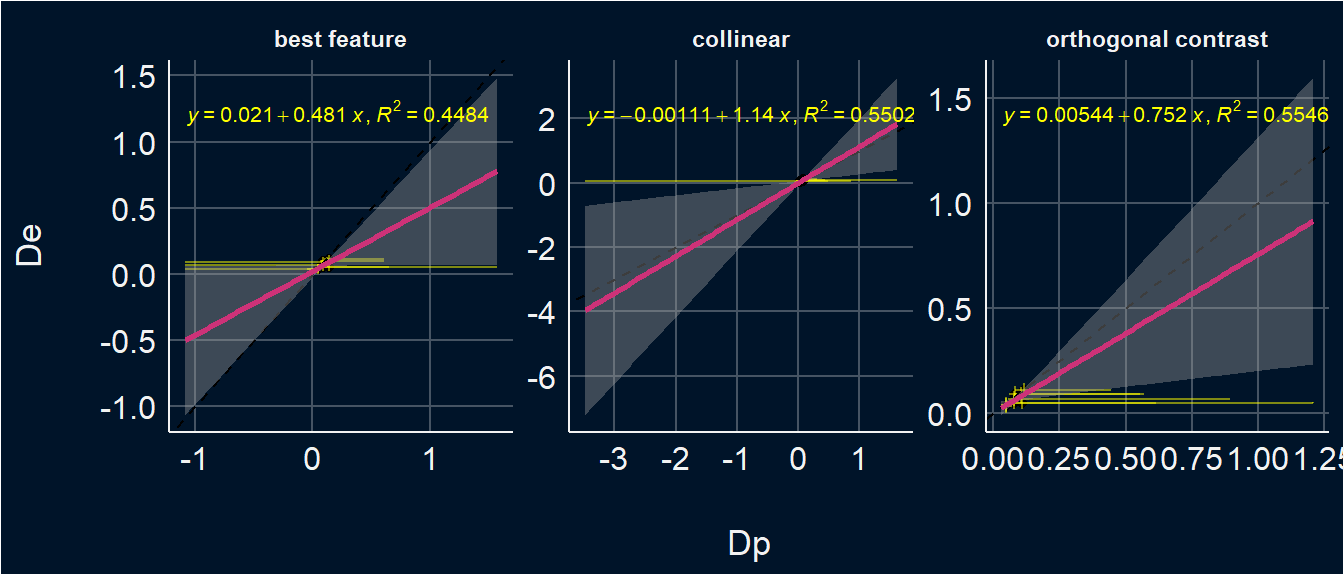 best feature
collinear
orthogonal contrast
De
1.5
1.0
0.5
0.0
-0.5
-1.0
y = 0.021 + 0.481 x, R² = 0.4484
-1 0 1
2
0
-2
-4
-6
y = −0.00111 + 1.14 x, R² = 0.5502
-3 -2 -1 0 1
1.5
1.0
0.5
0.0
y = 0.00544 + 0.752 x, R² = 0.5546
0.00 0.25 0.50 0.75 1.00 1.25
Dp